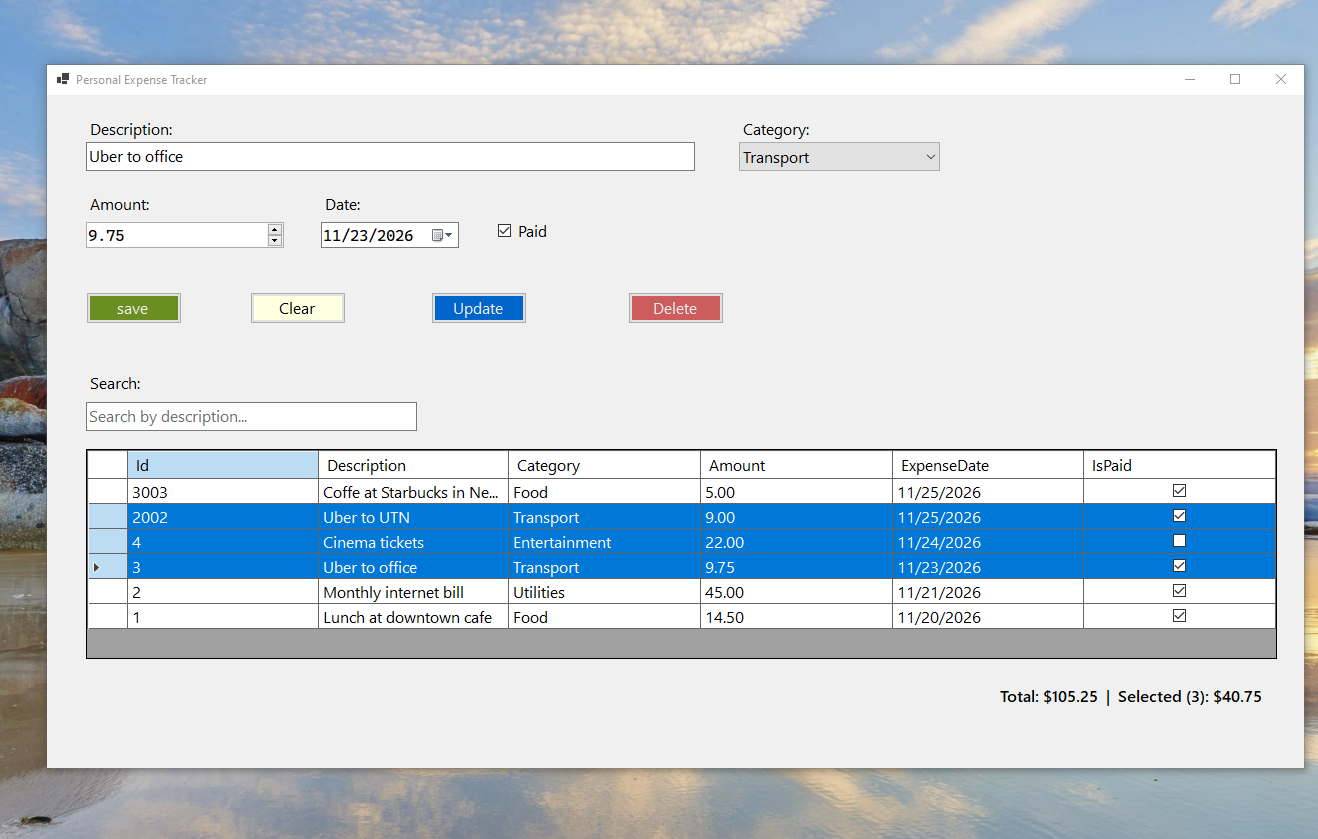 Personal Expense Tracker
Description: Category:
Uber to office Transport
Amount: Date:
9.75 11/23/2026 Paid
save Clear Update Delete
Search:
Search by description...
Id Description Category Amount ExpenseDate IsPaid
3003 Coffe at Starbucks in Ne... Food 5.00 11/25/2026
2002 Uber to UTN Transport 9.00 11/25/2026
4 Cinema tickets Entertainment 22.00 11/24/2026
3 Uber to office Transport 9.75 11/23/2026
2 Monthly internet bill Utilities 45.00 11/21/2026
1 Lunch at downtown cafe Food 14.50 11/20/2026
Total: $105.25 | Selected (3): $40.75